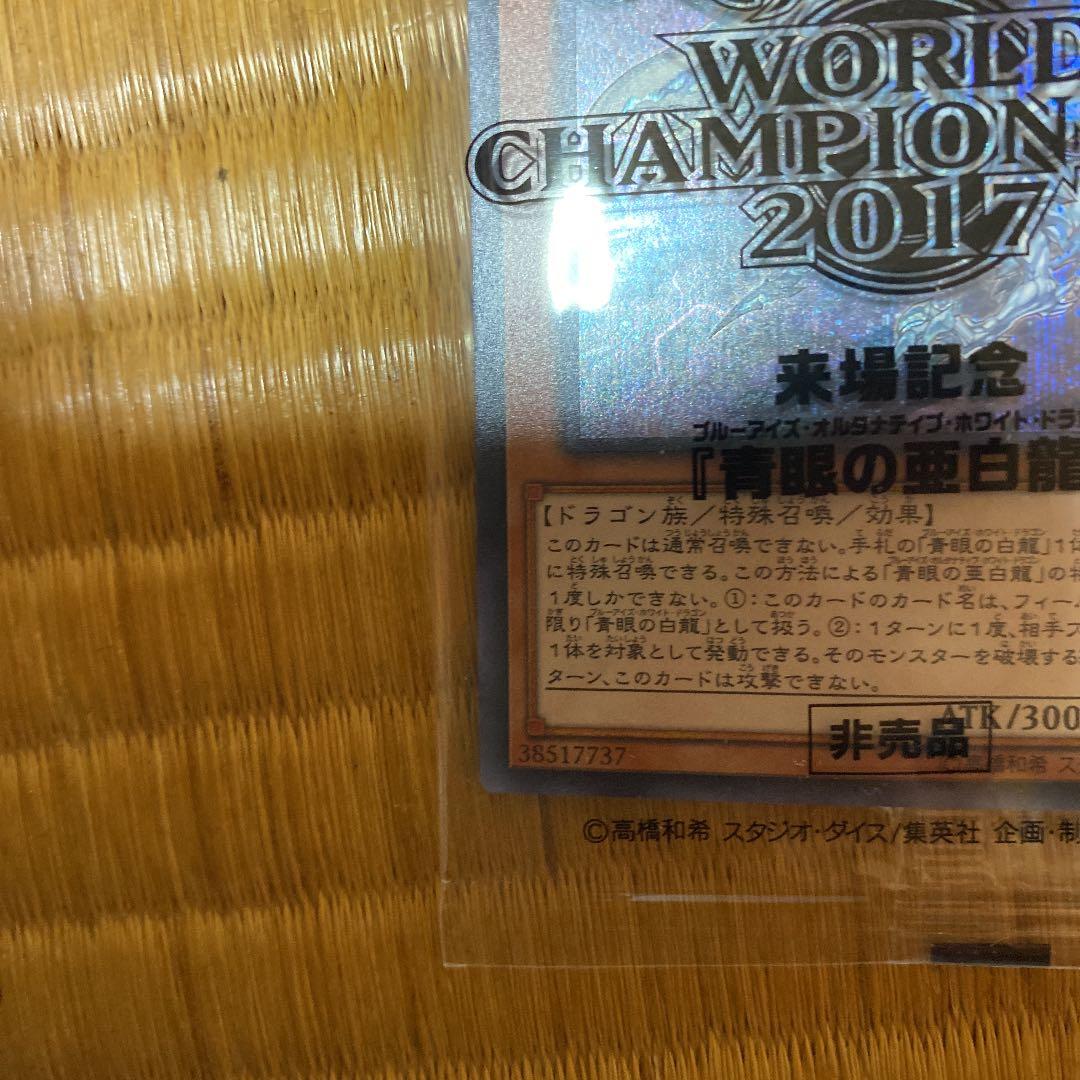 WORLD
CHAMPION
2017
来場記念
ブルーアイズ・オルタナティブ・ホワイト・ドラ
『青眼の亜白龍
【ドラゴン族／特殊召喚／効果】
このカードは通常召喚できない。手札の「青眼の白龍」1
に特殊召喚できる。この方法による「青眼の亜白龍」の特
1度しかできない。①：このカードのカード名は、フィー
限り「青眼の白龍」として扱う。②：1ターンに1度、相手フ
1体を対象として発動できる。そのモンスターを破壊する
ターン、このカードは攻撃できない。
ATK/300
非売品
38517737
高橋和希 ス
©高橋和希 スタジオ・ダイス/集英社 企画・制